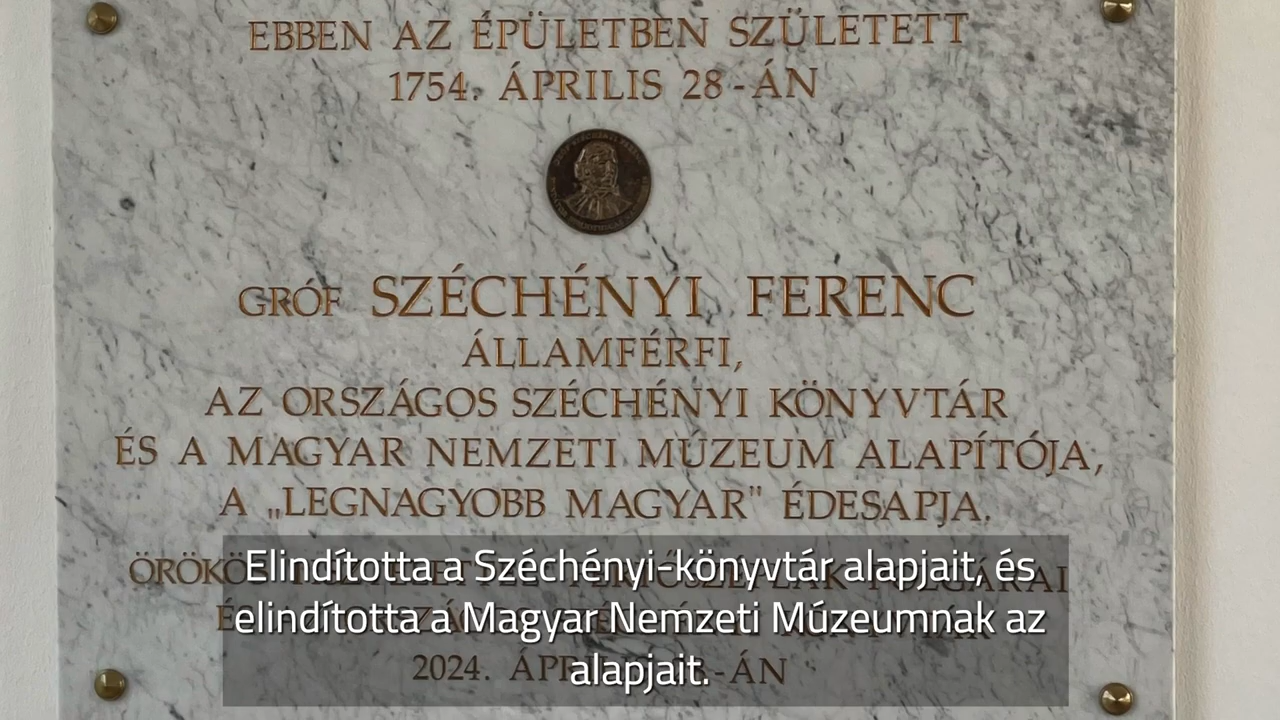 EBBEN AZ ÉPÜLETBEN SZÜLETETT
1754. ÁPRILIS 28-ÁN
GRÓF SZÉCHÉNYI FERENC
ÁLLAMFÉRFI,
AZ ORSZÁGOS SZÉCHÉNYI KÖNYVTÁR
ÉS A MAGYAR NEMZETI MÚZEUM ALAPÍTÓJA,
A „LEGNAGYOBB MAGYAR" ÉDESAPJA.
Elindította a Széchényi-könyvtár alapjait, és
elindította a Magyar Nemzeti Múzeumnak az
alapjait.
2024. -ÁN